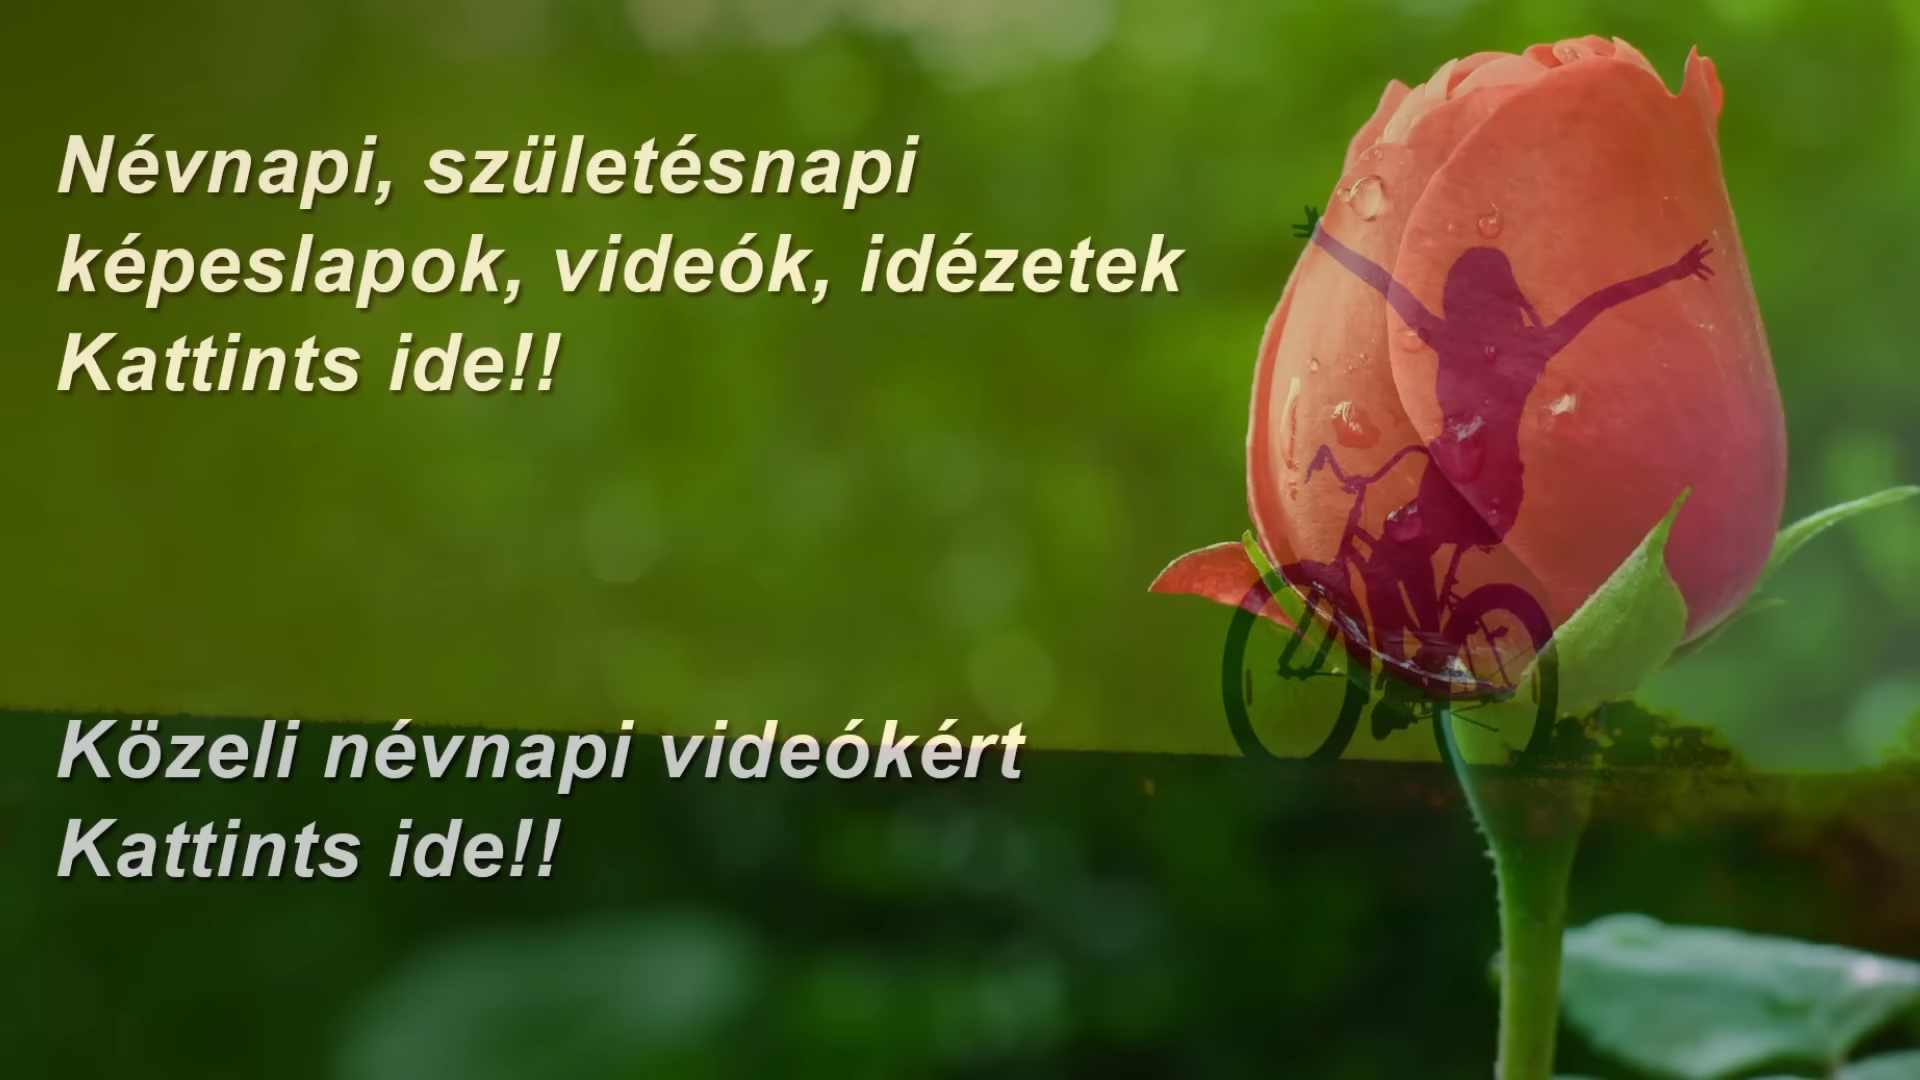 Névnapi, születésnapi
képeslapok, videók, idézetek
Kattints ide!!
Közeli névnapi videókért
Kattints ide!!